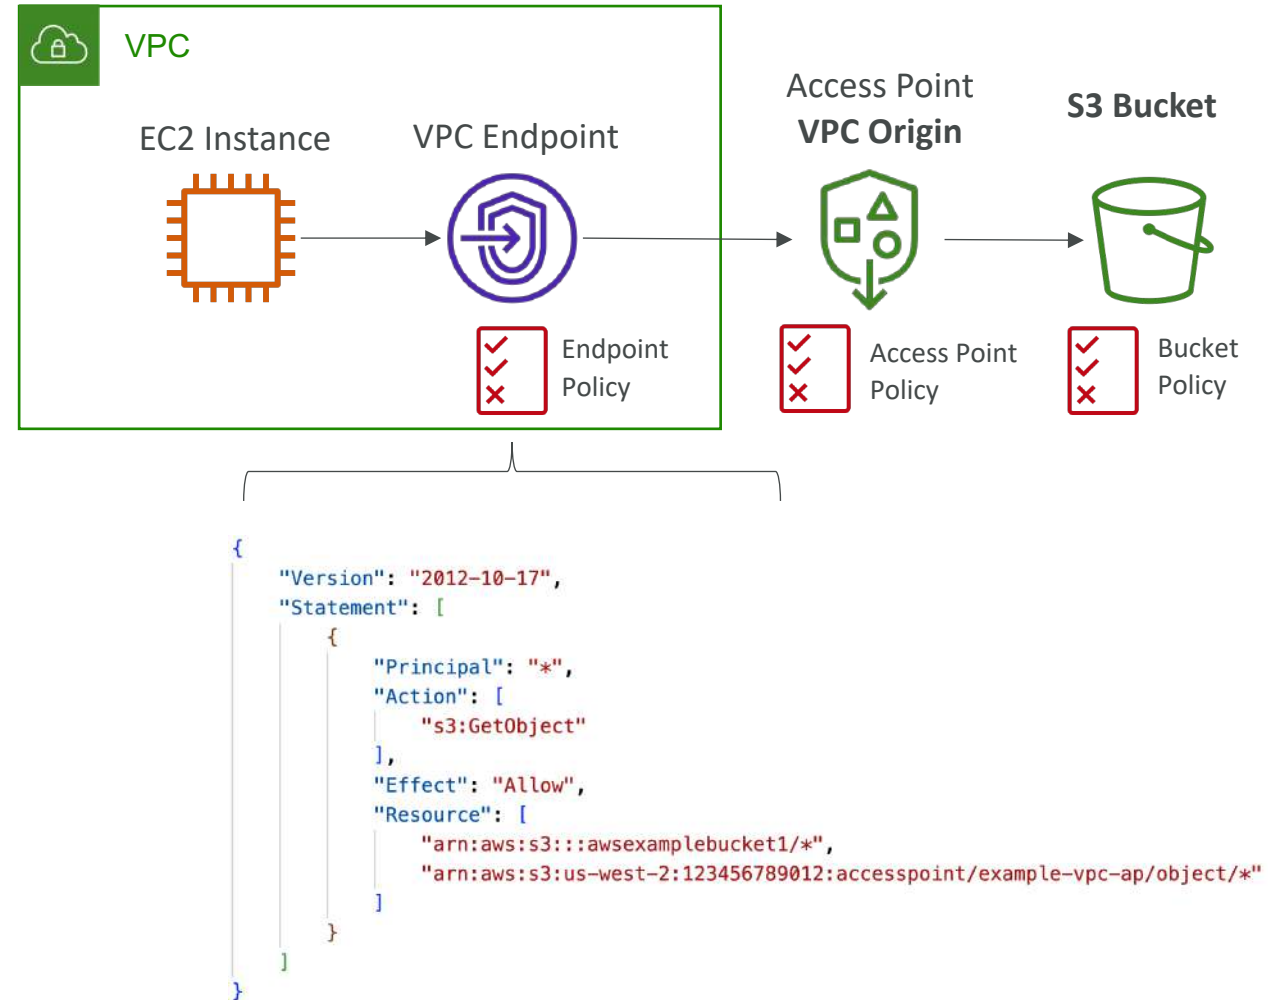 VPC
EC2 Instance
VPC Endpoint
Access Point
VPC Origin
S3 Bucket
Endpoint
Policy
Access Point
Policy
Bucket
Policy
{
"Version": "2012-10-17",
"Statement": [
{
"Principal": "*",
"Action": [
"s3:GetObject"
],
"Effect": "Allow",
"Resource": [
"arn:aws:s3:::awsexamplebucket1/*",
"arn:aws:s3:us-west-2:123456789012:accesspoint/example-vpc-ap/object/*"
]
}
]
}